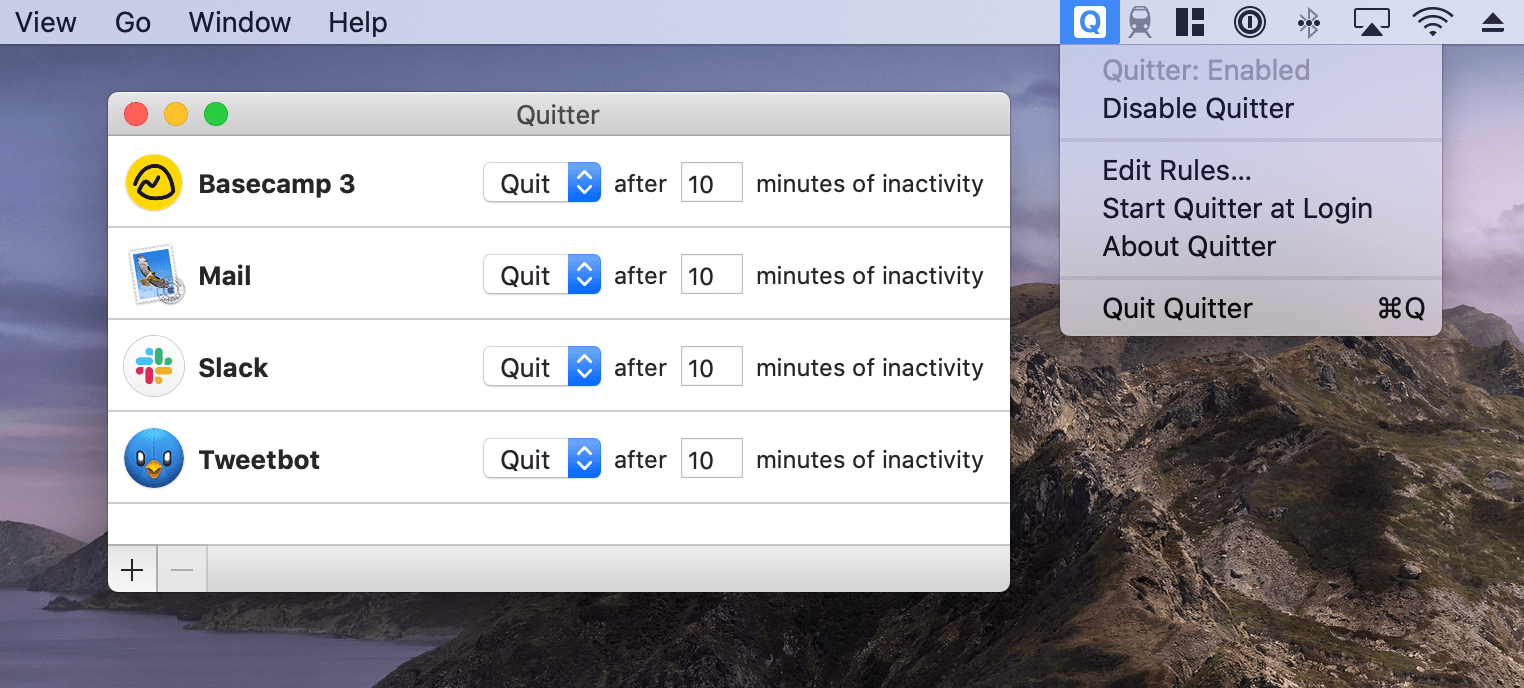 View Go Window Help
Q
Quitter: Enabled
Disable Quitter
Edit Rules...
Start Quitter at Login
About Quitter
Quit Quitter ⌘Q
Quitter
Basecamp 3 Quit after 10 minutes of inactivity
Mail Quit after 10 minutes of inactivity
Slack Quit after 10 minutes of inactivity
Tweetbot Quit after 10 minutes of inactivity